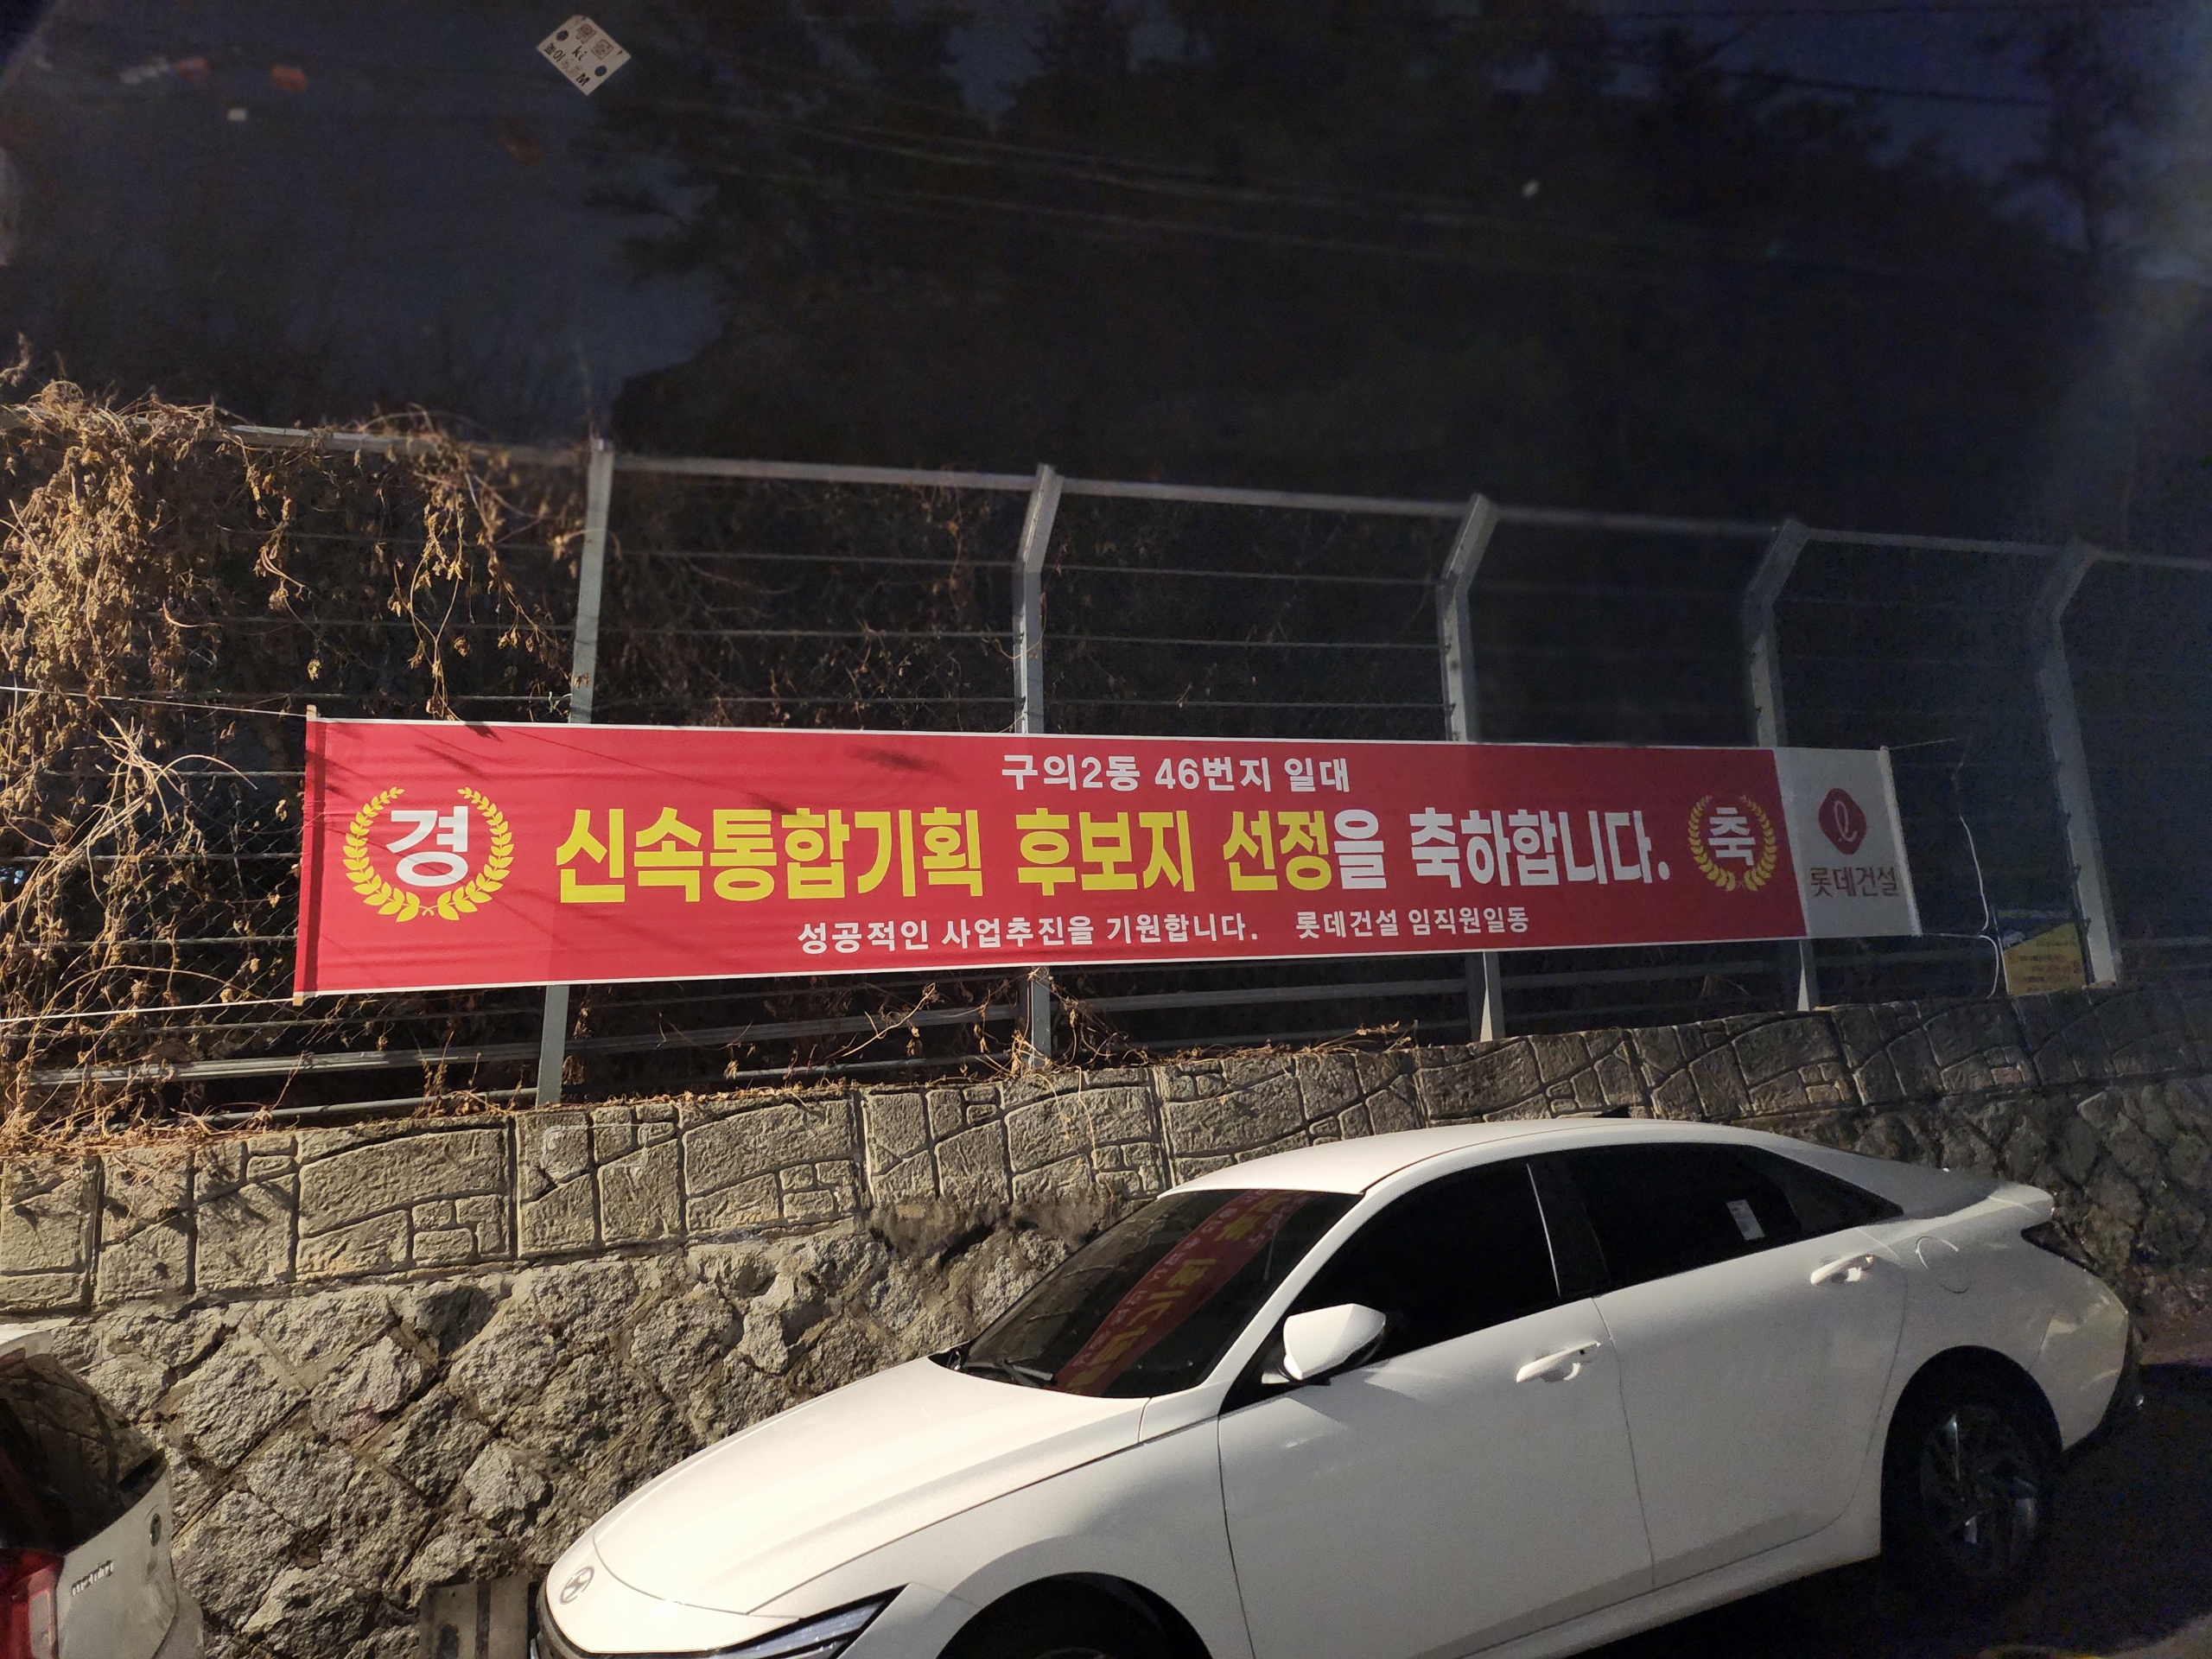 구의2동 46번지 일대
경 신속통합기획 후보지 선정을 축하합니다. 축
성공적인 사업추진을 기원합니다. 롯데건설 임직원일동
롯데건설